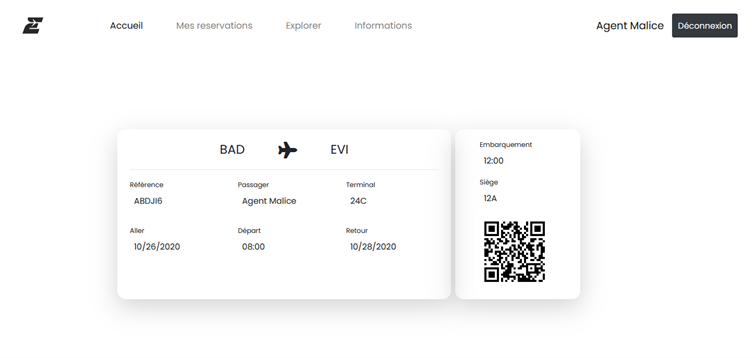 Accueil Mes reservations Explorer Informations Agent Malice Déconnexion
BAD EVI
Référence Passager Terminal
ABDJI6 Agent Malice 24C
Aller Départ Retour
10/26/2020 08:00 10/28/2020
Embarquement
12:00
Siège
12A